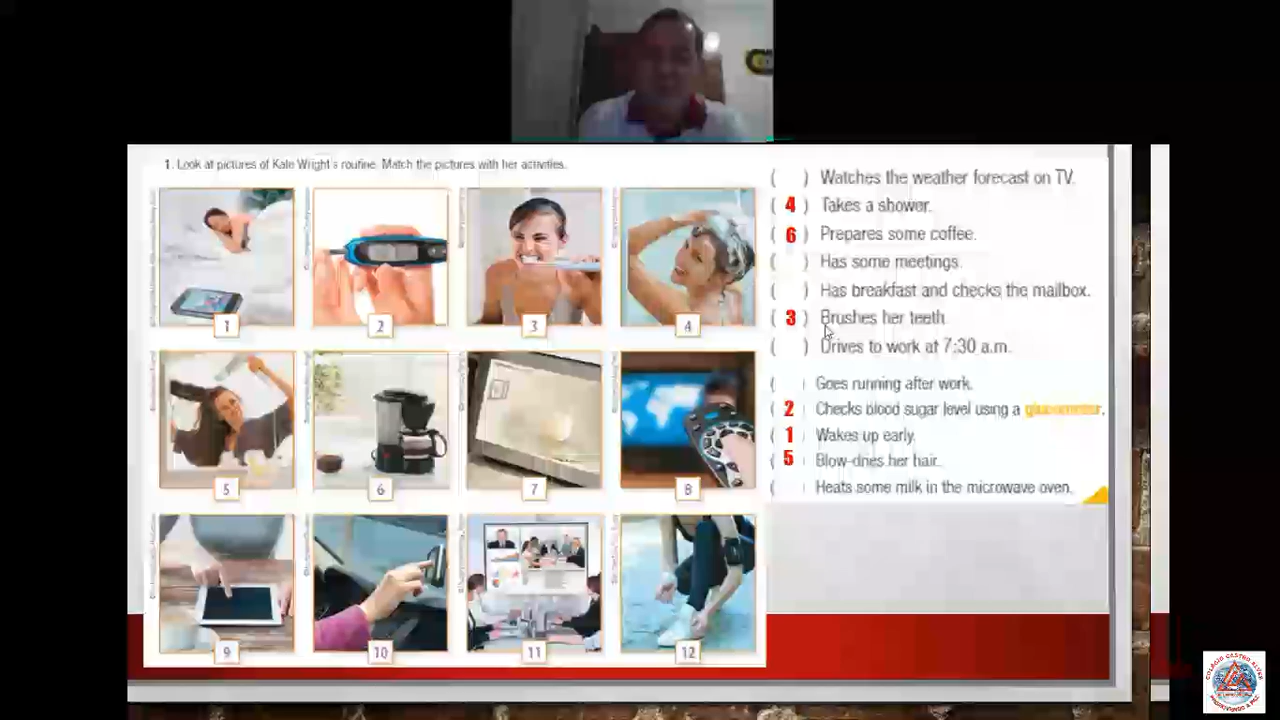 1. Look at pictures of Kate Wright's routine. Match the pictures with her activities.
1
2
3
4
5
6
7
8
9
10
11
12
( ) Watches the weather forecast on TV.
( 4 ) Takes a shower.
( 6 ) Prepares some coffee.
( ) Has some meetings.
( ) Has breakfast and checks the mailbox.
( 3 ) Brushes her teeth
( ) Drives to work at 7:30 a.m.
( ) Goes running after work.
( 2 ) Checks blood sugar level using a glucometer.
( 1 ) Wakes up early.
( 5 ) Blow-dries her hair.
( ) Heats some milk in the microwave oven.
COLÉGIO CASTRO ALVES